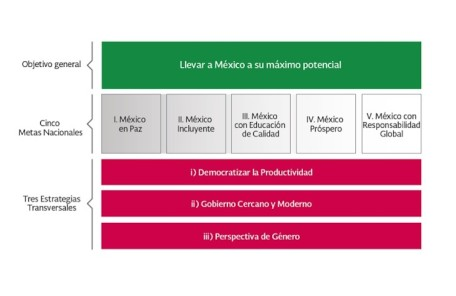 Objetivo general
Llevar a México a su máximo potencial
Cinco
Metas Nacionales
I. México
en Paz
II. México
Incluyente
III. México
con Educación
de Calidad
IV. México
Próspero
V. México con
Responsabilidad
Global
Tres Estrategias
Transversales
i) Democratizar la Productividad
ii) Gobierno Cercano y Moderno
iii) Perspectiva de Género